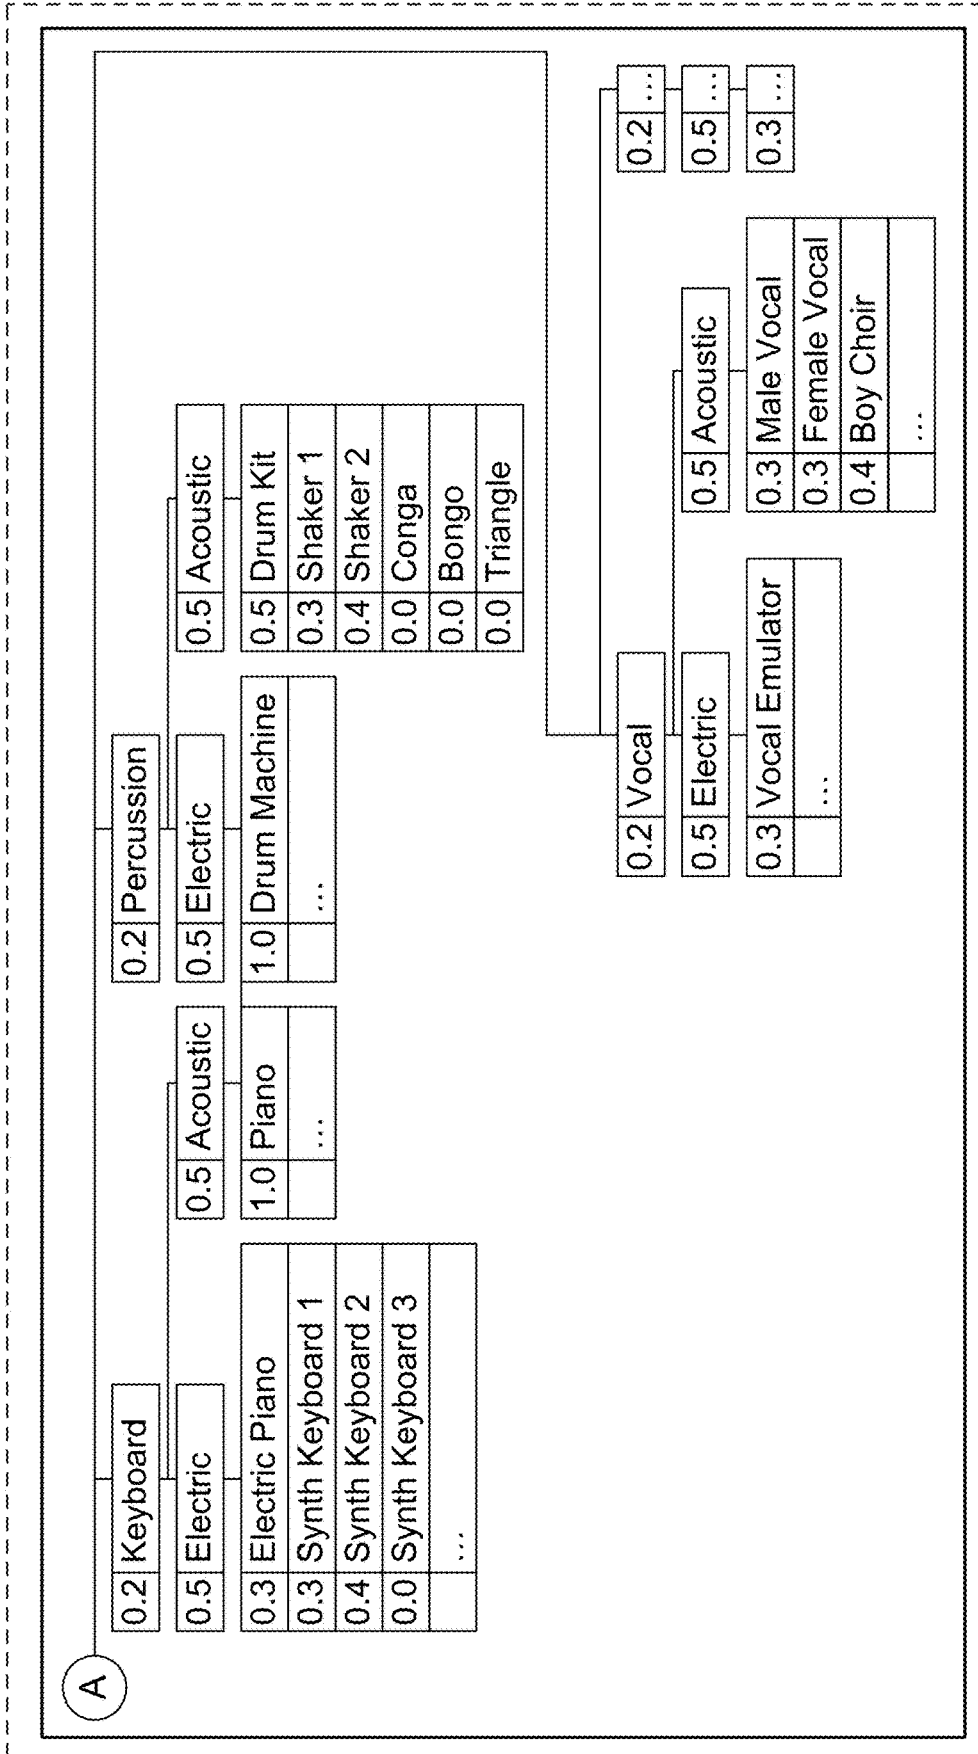 A
0.2 Keyboard
0.5 Electric
0.3 Electric Piano
0.3 Synth Keyboard 1
0.4 Synth Keyboard 2
0.0 Synth Keyboard 3
...
0.5 Acoustic
1.0 Piano
...
0.2 Percussion
0.5 Electric
1.0 Drum Machine
...
0.5 Acoustic
0.5 Drum Kit
0.3 Shaker 1
0.4 Shaker 2
0.0 Conga
0.0 Bongo
0.0 Triangle
0.2 Vocal
0.5 Electric
0.3 Vocal Emulator
...
0.5 Acoustic
0.3 Male Vocal
0.3 Female Vocal
0.4 Boy Choir
...
0.2 ...
0.5 ...
0.3 ...